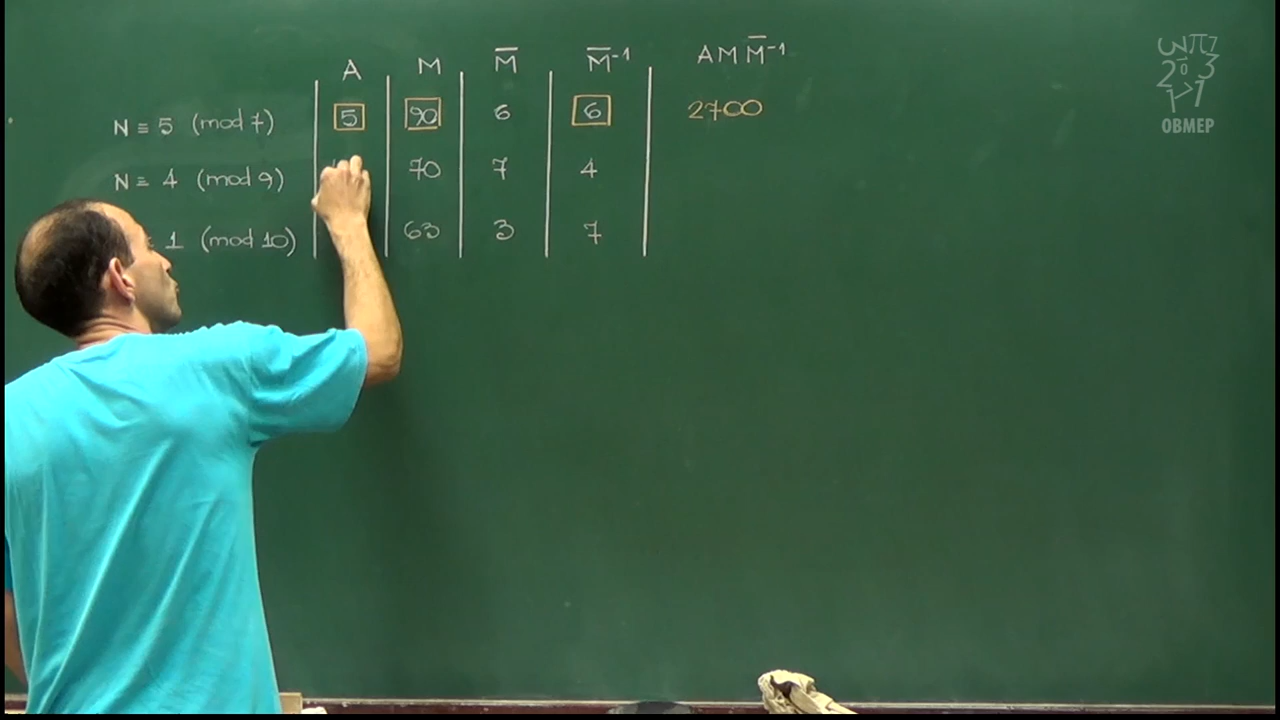 A M M̅ M̅⁻¹ A M M̅⁻¹
N ≡ 5 (mod 7) 5 90 6 6 2700
N ≡ 4 (mod 9) 70 7 4
1 (mod 10) 63 3 7
OBMEP